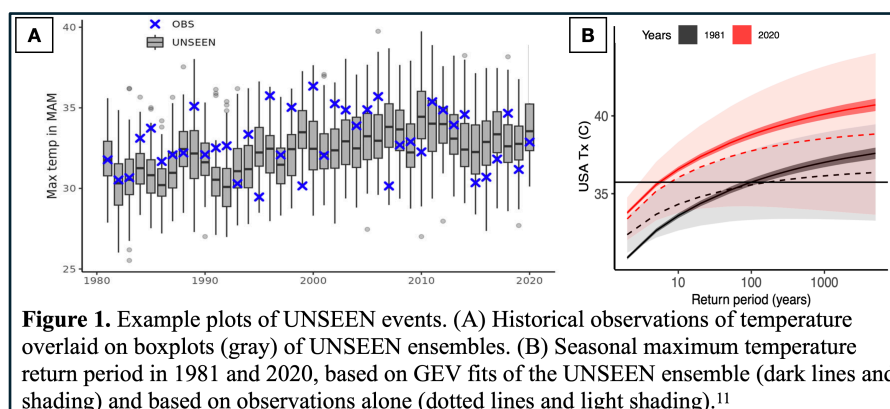 A
OBS
UNSEEN
Max temp in MAM
40
35
30
25
1980
1990
2000
2010
2020
B
Years
1981
2020
USA Tx (C)
40
35
10
100
1000
Return period (years)
Figure 1. Example plots of UNSEEN events. (A) Historical observations of temperature
overlaid on boxplots (gray) of UNSEEN ensembles. (B) Seasonal maximum temperature
return period in 1981 and 2020, based on GEV fits of the UNSEEN ensemble (dark lines and
shading) and based on observations alone (dotted lines and light shading).¹¹